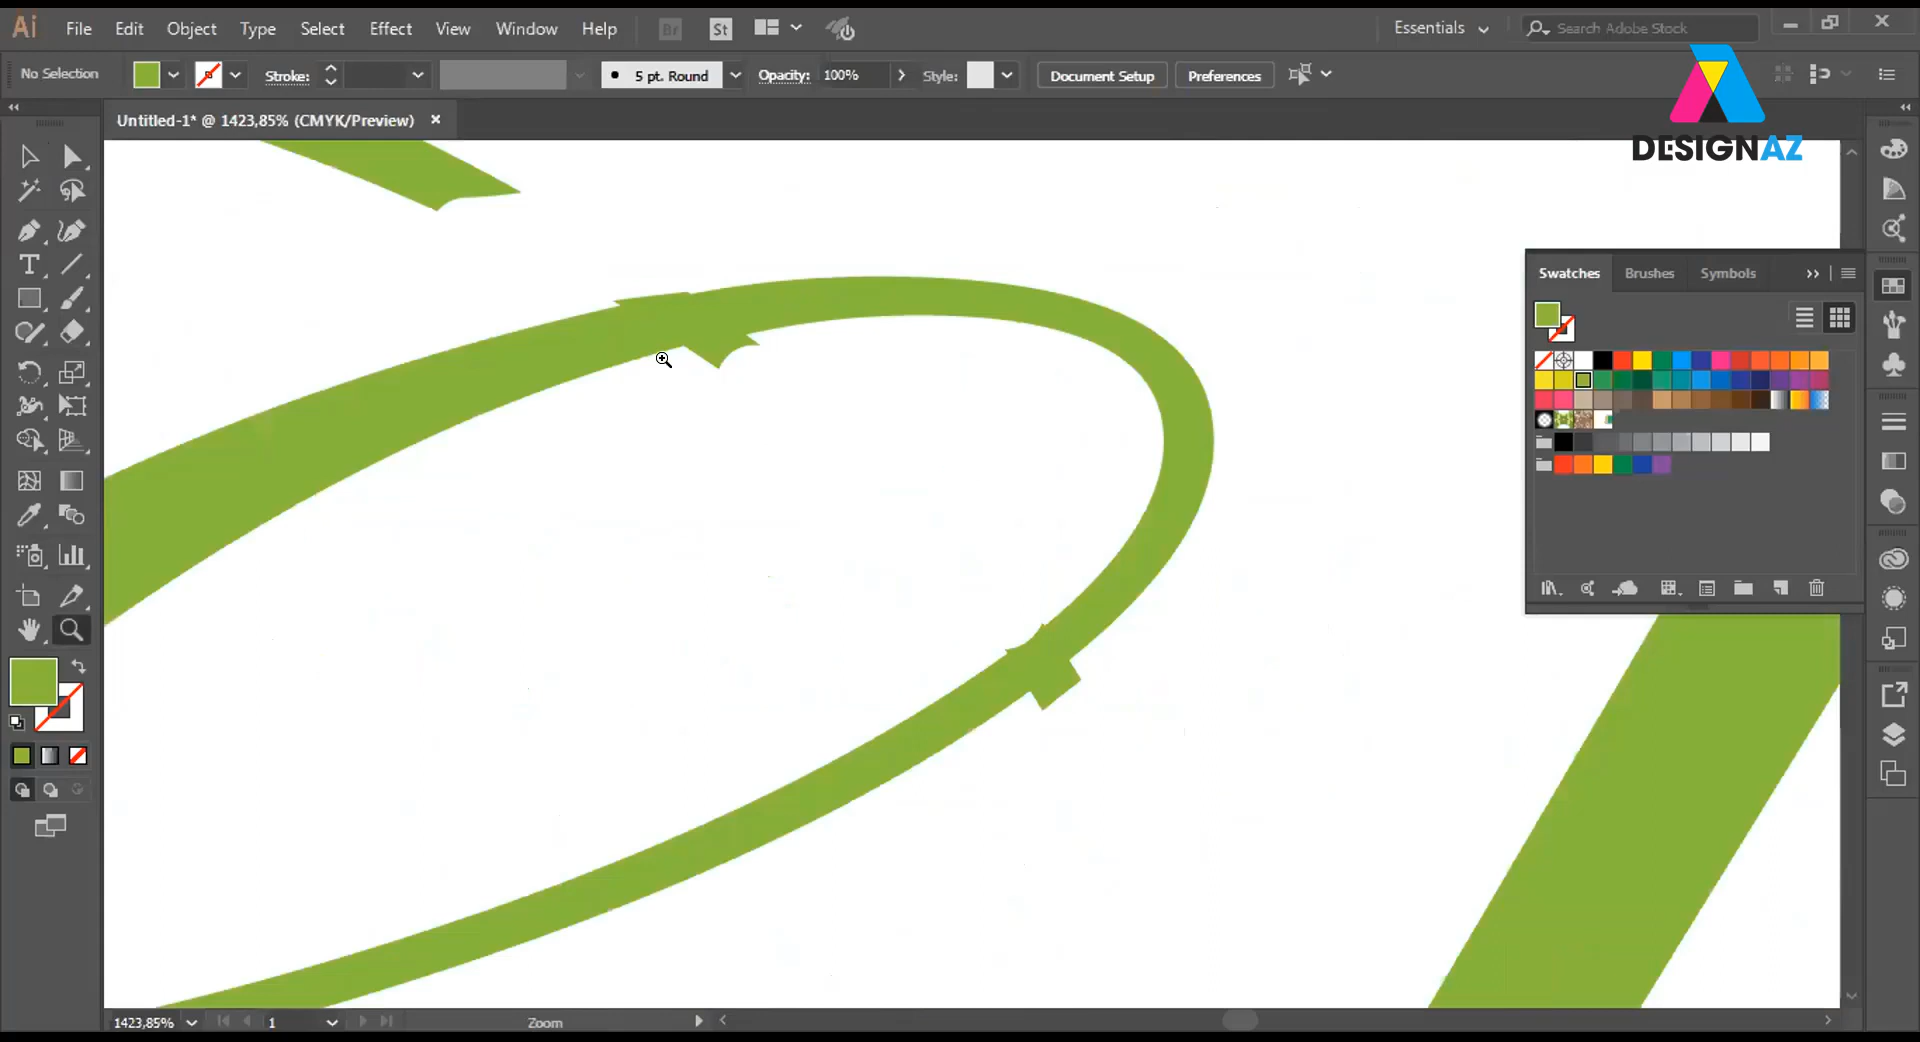 Ai File Edit Object Type Select Effect View Window Help Br St Essentials Search Adobe Stock
No Selection Stroke: 5 pt. Round Opacity: 100% Style: Document Setup Preferences
Untitled-1* @ 1423,85% (CMYK/Preview)
DESIGNAZ
Swatches Brushes Symbols
1423,85% 1 Zoom